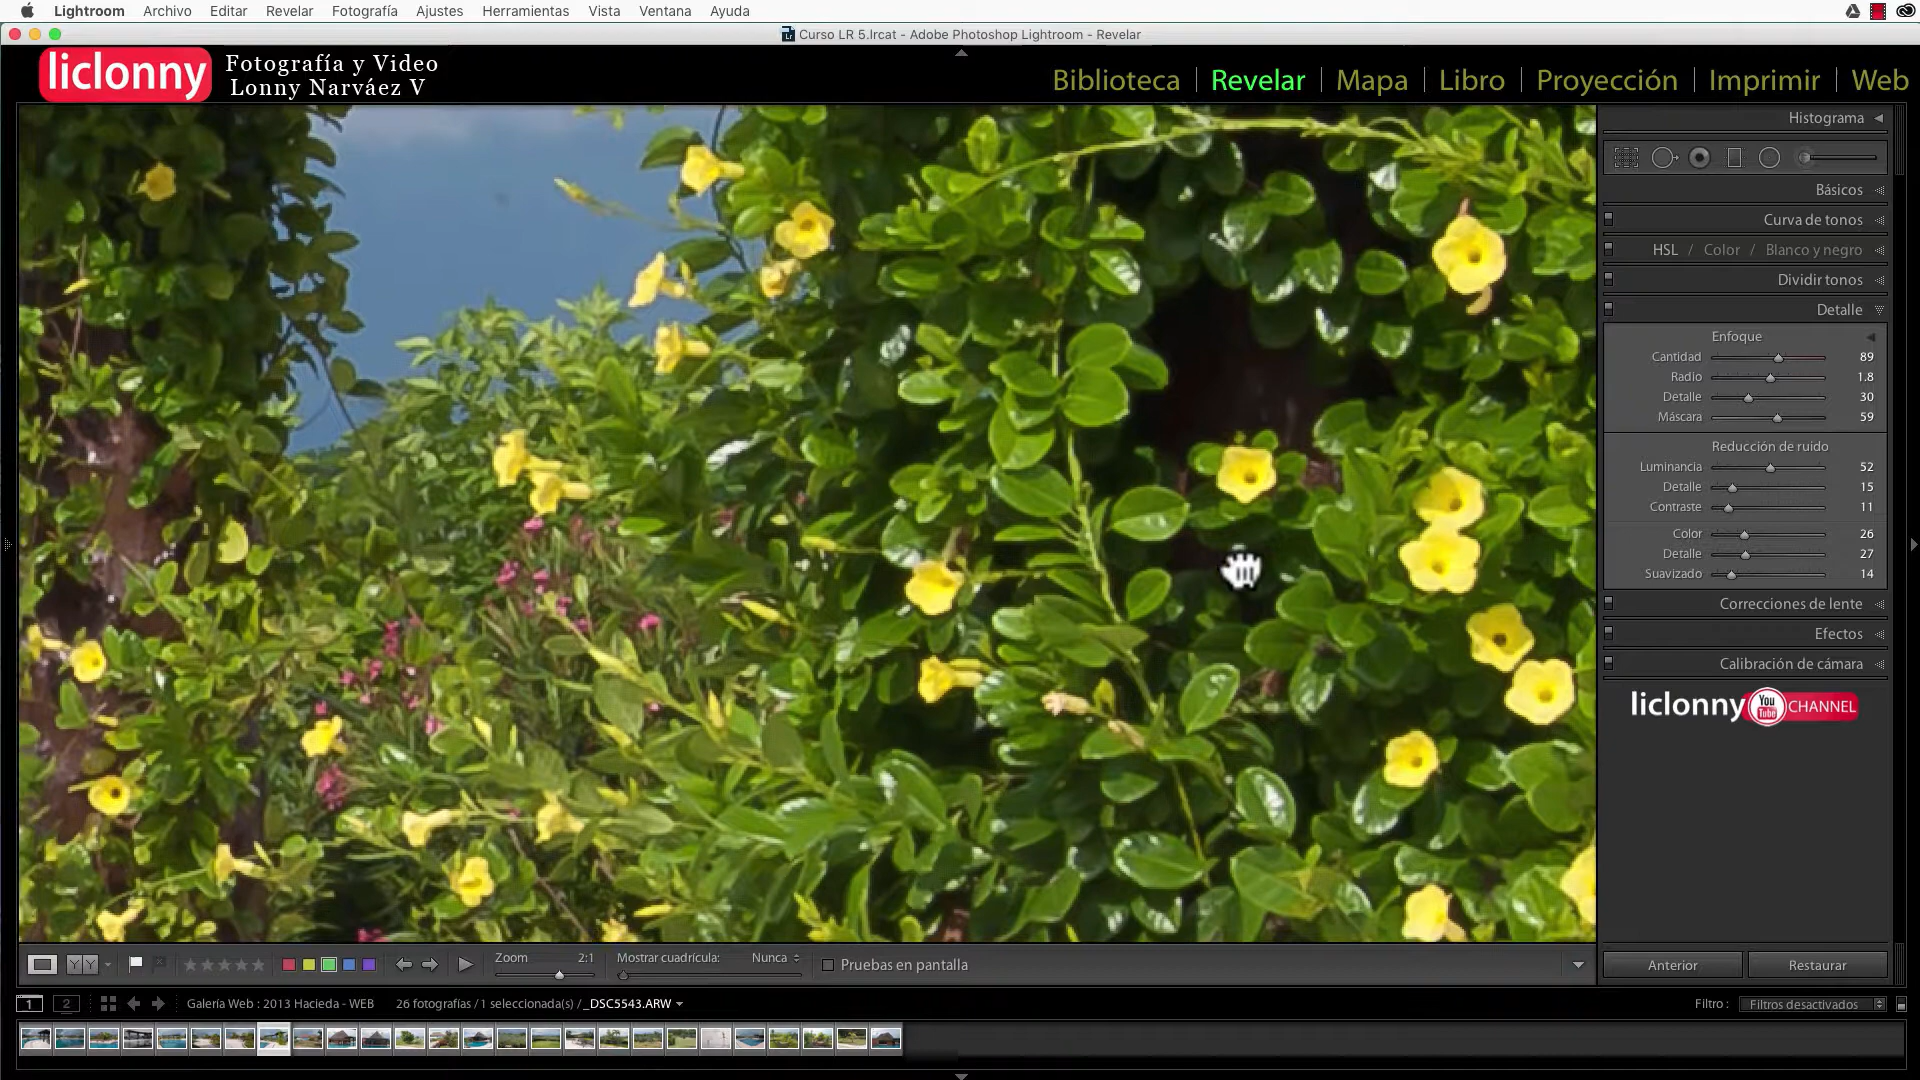 Lightroom Archivo Editar Revelar Fotografía Ajustes Herramientas Vista Ventana Ayuda
Curso LR 5.lrcat - Adobe Photoshop Lightroom - Revelar
liclonny
Fotografía y Video
Lonny Narváez V
Biblioteca Revelar Mapa Libro Proyección Imprimir Web
Histograma
Básicos
Curva de tonos
HSL / Color / Blanco y negro
Dividir tonos
Detalle
Enfoque
Cantidad 89
Radio 1.8
Detalle 30
Máscara 59
Reducción de ruido
Luminancia 52
Detalle 15
Contraste 11
Color 26
Detalle 27
Suavizado 14
Correcciones de lente
Efectos
Calibración de cámara
liclonny You Tube CHANNEL
YY Zoom 2:1 Mostrar cuadrícula: Nunca Pruebas en pantalla
Anterior Restaurar
1 2 Galería Web : 2013 Hacieda - WEB 26 fotografías / 1 seleccionada(s) / _DSC5543.ARW Filtro : Filtros desactivados